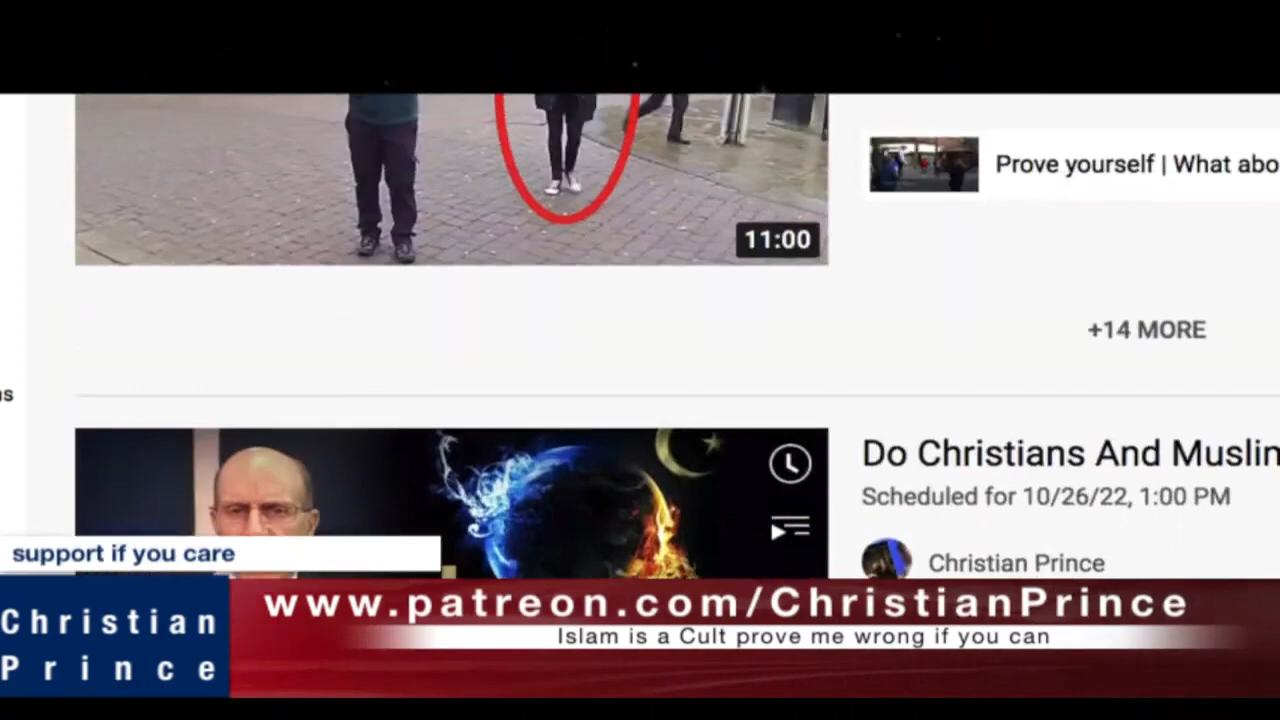 Prove yourself | What abo
11:00
+14 MORE
ns
Do Christians And Muslin
Scheduled for 10/26/22, 1:00 PM
Christian Prince
support if you care
Christian
Prince
www.patreon.com/ChristianPrince
Islam is a Cult prove me wrong if you can